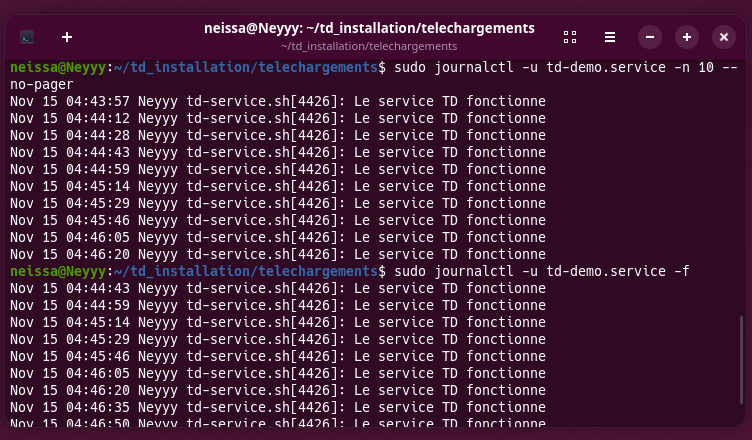 neissa@Neyyy: ~/td_installation/telechargements
~/td_installation/telechargements
neissa@Neyyy:~/td_installation/telechargements$ sudo journalctl -u td-demo.service -n 10 --
no-pager
Nov 15 04:43:57 Neyyy td-service.sh[4426]: Le service TD fonctionne
Nov 15 04:44:12 Neyyy td-service.sh[4426]: Le service TD fonctionne
Nov 15 04:44:28 Neyyy td-service.sh[4426]: Le service TD fonctionne
Nov 15 04:44:43 Neyyy td-service.sh[4426]: Le service TD fonctionne
Nov 15 04:44:59 Neyyy td-service.sh[4426]: Le service TD fonctionne
Nov 15 04:45:14 Neyyy td-service.sh[4426]: Le service TD fonctionne
Nov 15 04:45:29 Neyyy td-service.sh[4426]: Le service TD fonctionne
Nov 15 04:45:46 Neyyy td-service.sh[4426]: Le service TD fonctionne
Nov 15 04:46:05 Neyyy td-service.sh[4426]: Le service TD fonctionne
Nov 15 04:46:20 Neyyy td-service.sh[4426]: Le service TD fonctionne
neissa@Neyyy:~/td_installation/telechargements$ sudo journalctl -u td-demo.service -f
Nov 15 04:44:43 Neyyy td-service.sh[4426]: Le service TD fonctionne
Nov 15 04:44:59 Neyyy td-service.sh[4426]: Le service TD fonctionne
Nov 15 04:45:14 Neyyy td-service.sh[4426]: Le service TD fonctionne
Nov 15 04:45:29 Neyyy td-service.sh[4426]: Le service TD fonctionne
Nov 15 04:45:46 Neyyy td-service.sh[4426]: Le service TD fonctionne
Nov 15 04:46:05 Neyyy td-service.sh[4426]: Le service TD fonctionne
Nov 15 04:46:20 Neyyy td-service.sh[4426]: Le service TD fonctionne
Nov 15 04:46:35 Neyyy td-service.sh[4426]: Le service TD fonctionne
Nov 15 04:46:50 Neyyy td-service.sh[4426]: Le service TD fonctionne